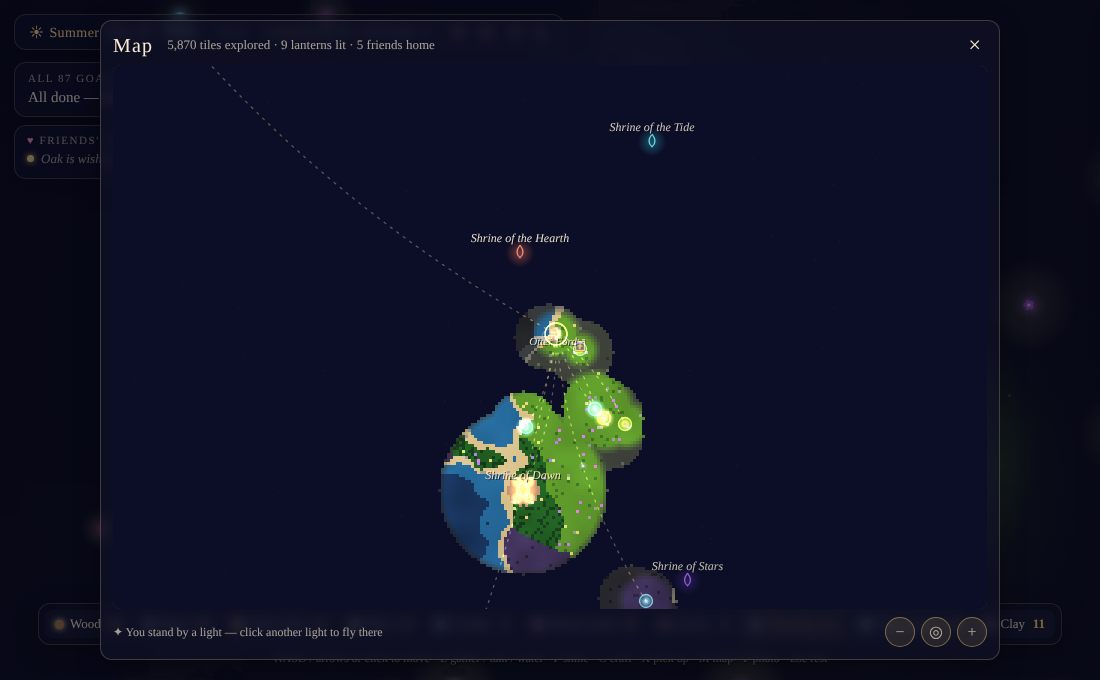 Summer
Map
5,870 tiles explored · 9 lanterns lit · 5 friends home
×
ALL 87 GOA
All done —
♥ FRIENDS'
Oak is wish
Shrine of the Tide
Shrine of the Hearth
Shrine of Dawn
Shrine of Stars
Wood
✦ You stand by a light — click another light to fly there
−
◎
+
Clay 11